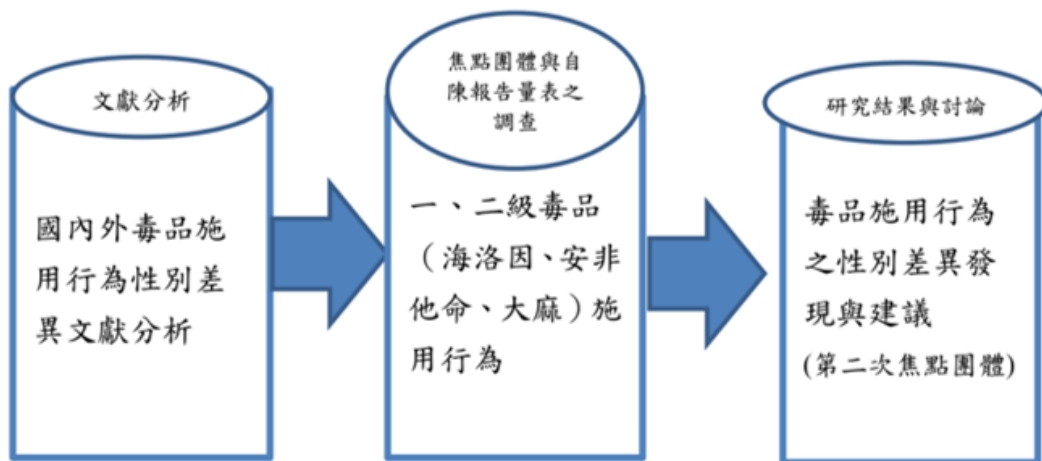 文獻分析
國內外毒品施
用行為性別差
異文獻分析
焦點團體與自
陳報告量表之
調查
一、二級毒品
（海洛因、安非
他命、大麻）施
用行為
研究結果與討論
毒品施用行為
之性別差異發
現與建議
(第二次焦點團體)